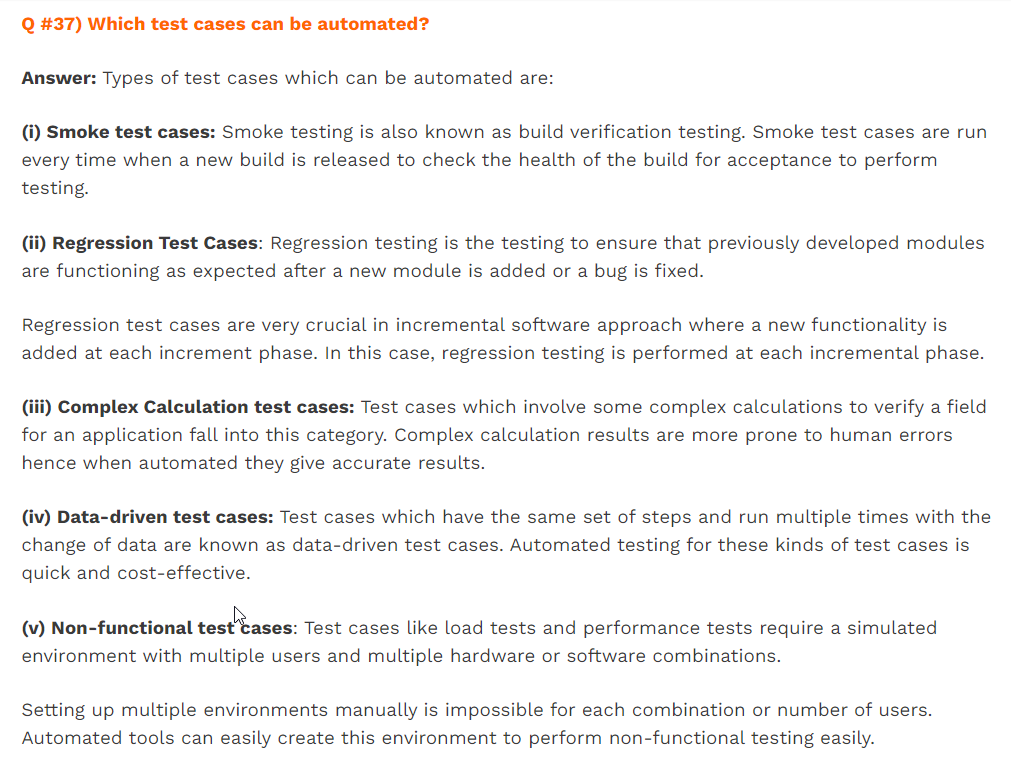 Q #37) Which test cases can be automated?
Answer: Types of test cases which can be automated are:
(i) Smoke test cases: Smoke testing is also known as build verification testing. Smoke test cases are run
every time when a new build is released to check the health of the build for acceptance to perform
testing.
(ii) Regression Test Cases: Regression testing is the testing to ensure that previously developed modules
are functioning as expected after a new module is added or a bug is fixed.
Regression test cases are very crucial in incremental software approach where a new functionality is
added at each increment phase. In this case, regression testing is performed at each incremental phase.
(iii) Complex Calculation test cases: Test cases which involve some complex calculations to verify a field
for an application fall into this category. Complex calculation results are more prone to human errors
hence when automated they give accurate results.
(iv) Data-driven test cases: Test cases which have the same set of steps and run multiple times with the
change of data are known as data-driven test cases. Automated testing for these kinds of test cases is
quick and cost-effective.
(v) Non-functional test cases: Test cases like load tests and performance tests require a simulated
environment with multiple users and multiple hardware or software combinations.
Setting up multiple environments manually is impossible for each combination or number of users.
Automated tools can easily create this environment to perform non-functional testing easily.